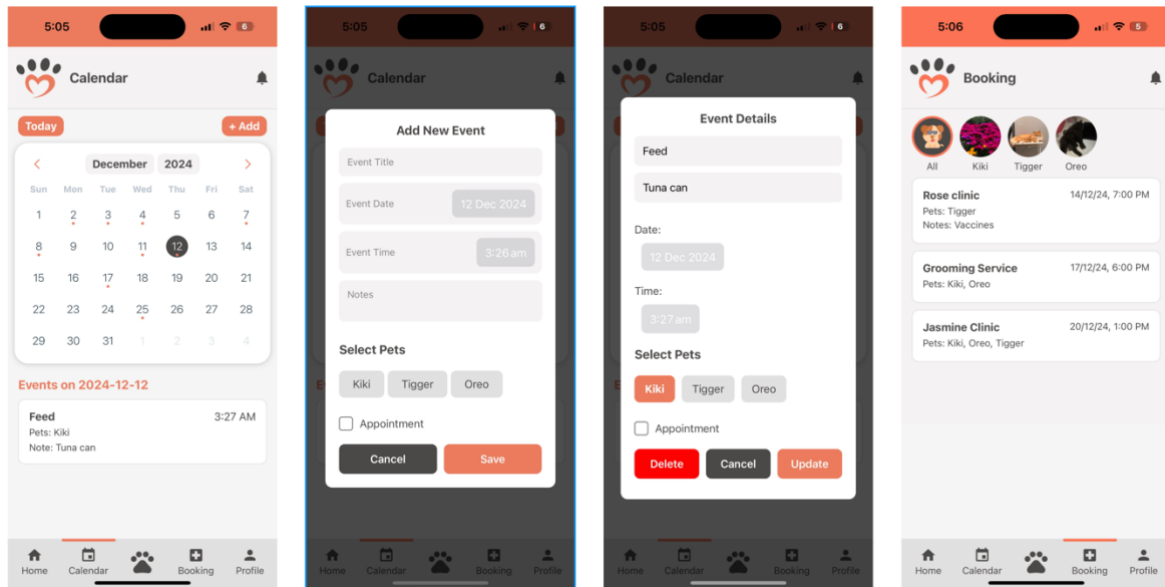 5:05
6
Calendar
Today
+ Add
December 2024
Sun Mon Tue Wed Thu Fri Sat
1 2 3 4 5 6 7
8 9 10 11 12 13 14
15 16 17 18 19 20 21
22 23 24 25 26 27 28
29 30 31 1 2 3 4
Events on 2024-12-12
Feed 3:27 AM
Pets: Kiki
Note: Tuna can
Home Calendar Booking Profile
5:05
6
Calendar
Add New Event
Event Title
Event Date 12 Dec 2024
Event Time 3:26 am
Notes
Select Pets
Kiki Tigger Oreo
Appointment
Cancel Save
Home Calendar Booking Profile
5:05
6
Calendar
Event Details
Feed
Tuna can
Date:
12 Dec 2024
Time:
3:27 am
Select Pets
Kiki Tigger Oreo
Appointment
Delete Cancel Update
Home Calendar Booking Profile
5:06
5
Booking
All Kiki Tigger Oreo
Rose clinic 14/12/24, 7:00 PM
Pets: Tigger
Notes: Vaccines
Grooming Service 17/12/24, 6:00 PM
Pets: Kiki, Oreo
Jasmine Clinic 20/12/24, 1:00 PM
Pets: Kiki, Oreo, Tigger
Home Calendar Booking Profile